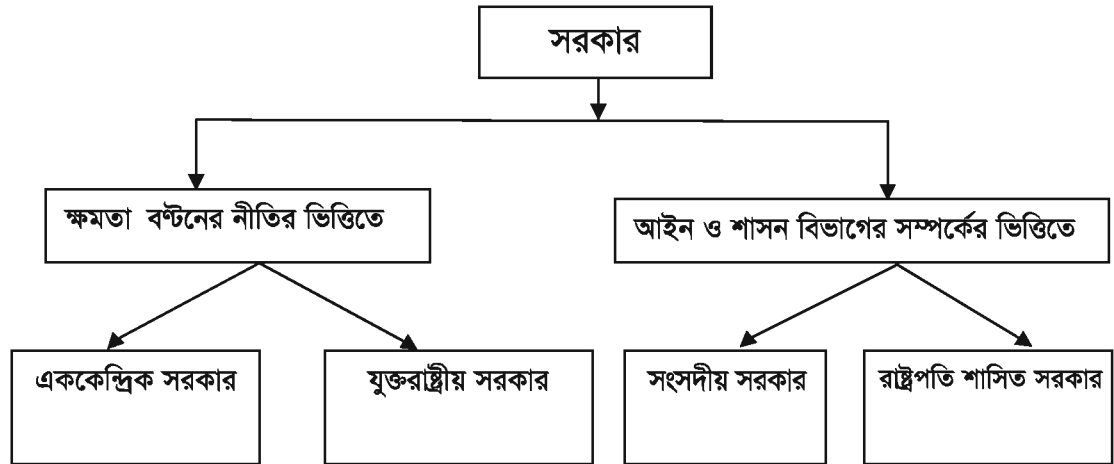 সরকার
ক্ষমতা বণ্টনের নীতির ভিত্তিতে
আইন ও শাসন বিভাগের সম্পর্কের ভিত্তিতে
এককেন্দ্রিক সরকার
যুক্তরাষ্ট্রীয় সরকার
সংসদীয় সরকার
রাষ্ট্রপতি শাসিত সরকার